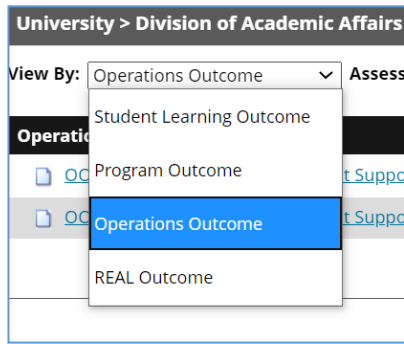 University > Division of Academic Affairs
View By: Operations Outcome Assess
Student Learning Outcome
Operatio
Program Outcome
OC t Suppo
Operations Outcome
OC t Suppo
REAL Outcome